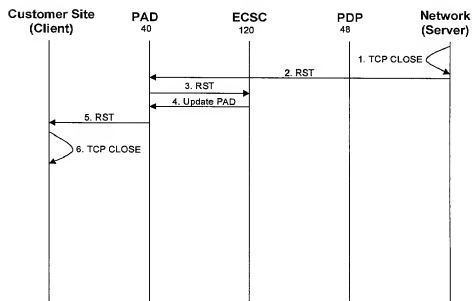 Customer Site PAD ECSC PDP Network
(Client) 40 120 48 (Server)
1. TCP CLOSE
2. RST
3. RST
4. Update PAD
5. RST
6. TCP CLOSE